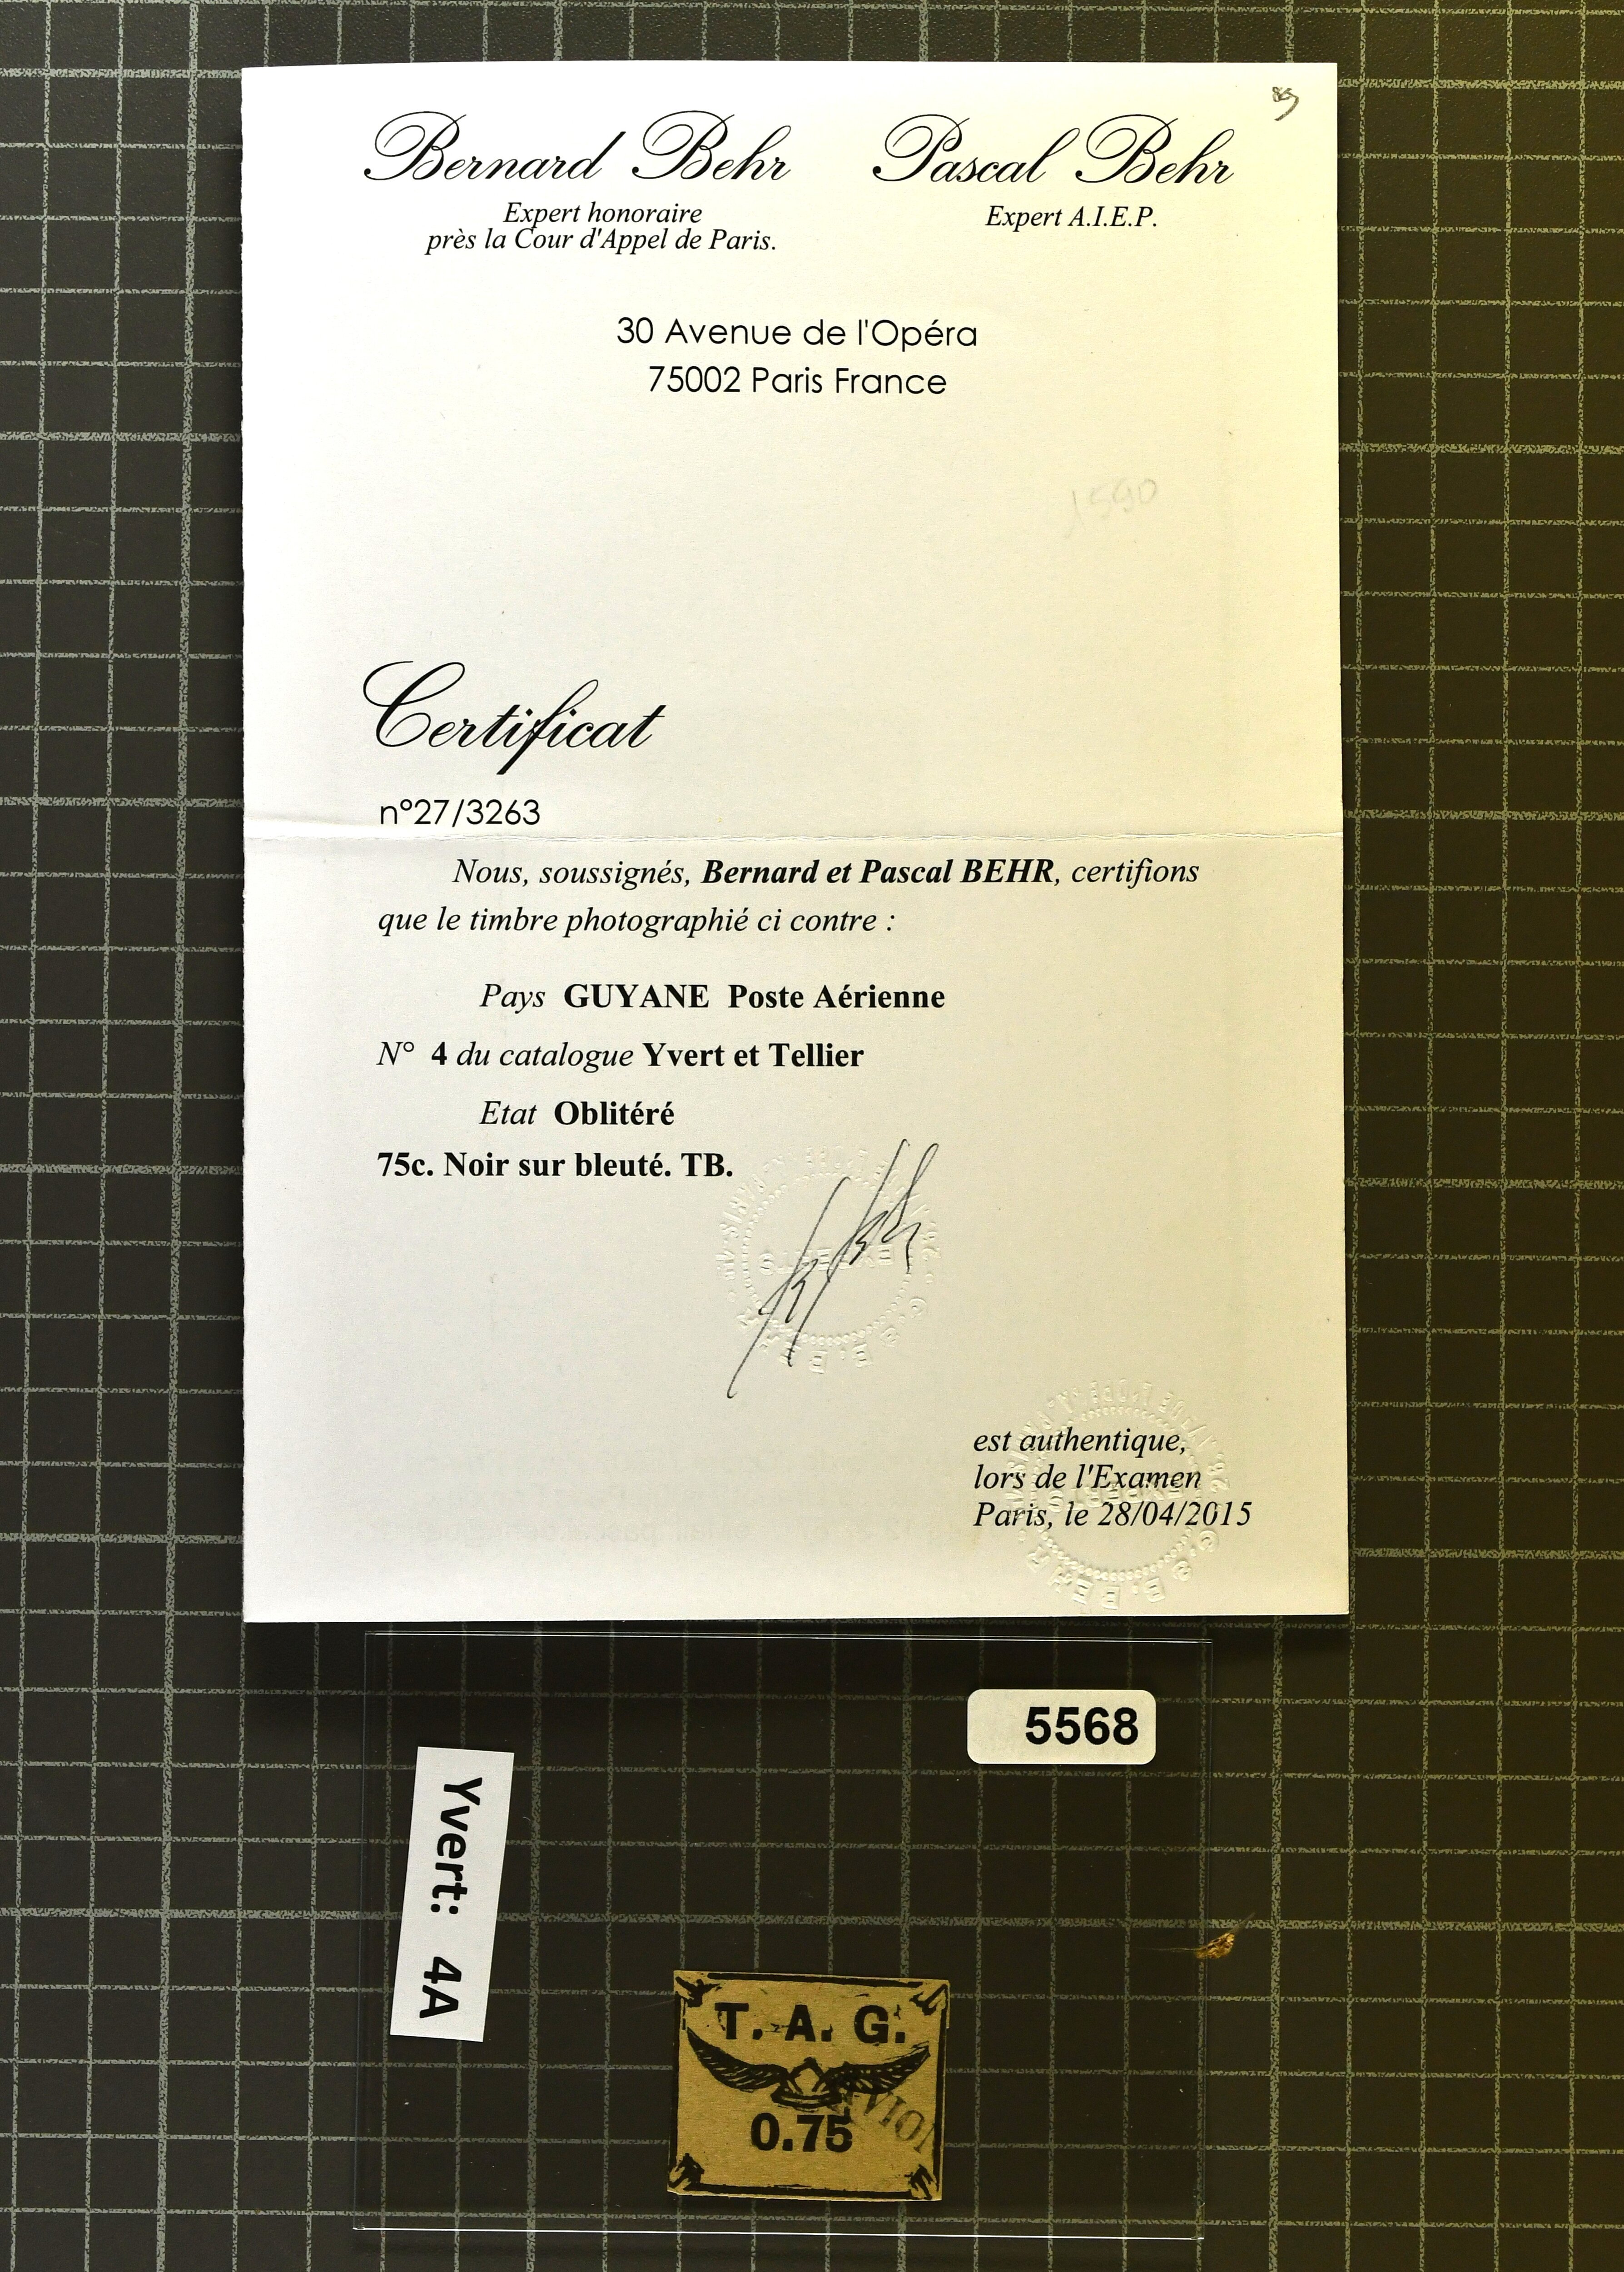 Bernard Behr
Pascal Behr
Expert honoraire
près la Cour d'Appel de Paris.
Expert A.I.E.P.
30 Avenue de l'Opéra
75002 Paris France
1590
Certificat
n°27/3263
Nous, soussignés, Bernard et Pascal BEHR, certifions
que le timbre photographié ci contre :
Pays GUYANE Poste Aérienne
N° 4 du catalogue Yvert et Tellier
Etat Oblitéré
75c. Noir sur bleuté. TB.
est authentique,
lors de l'Examen
Paris, le 28/04/2015
5568
Yvert: 4A
T. A. G.
0.75